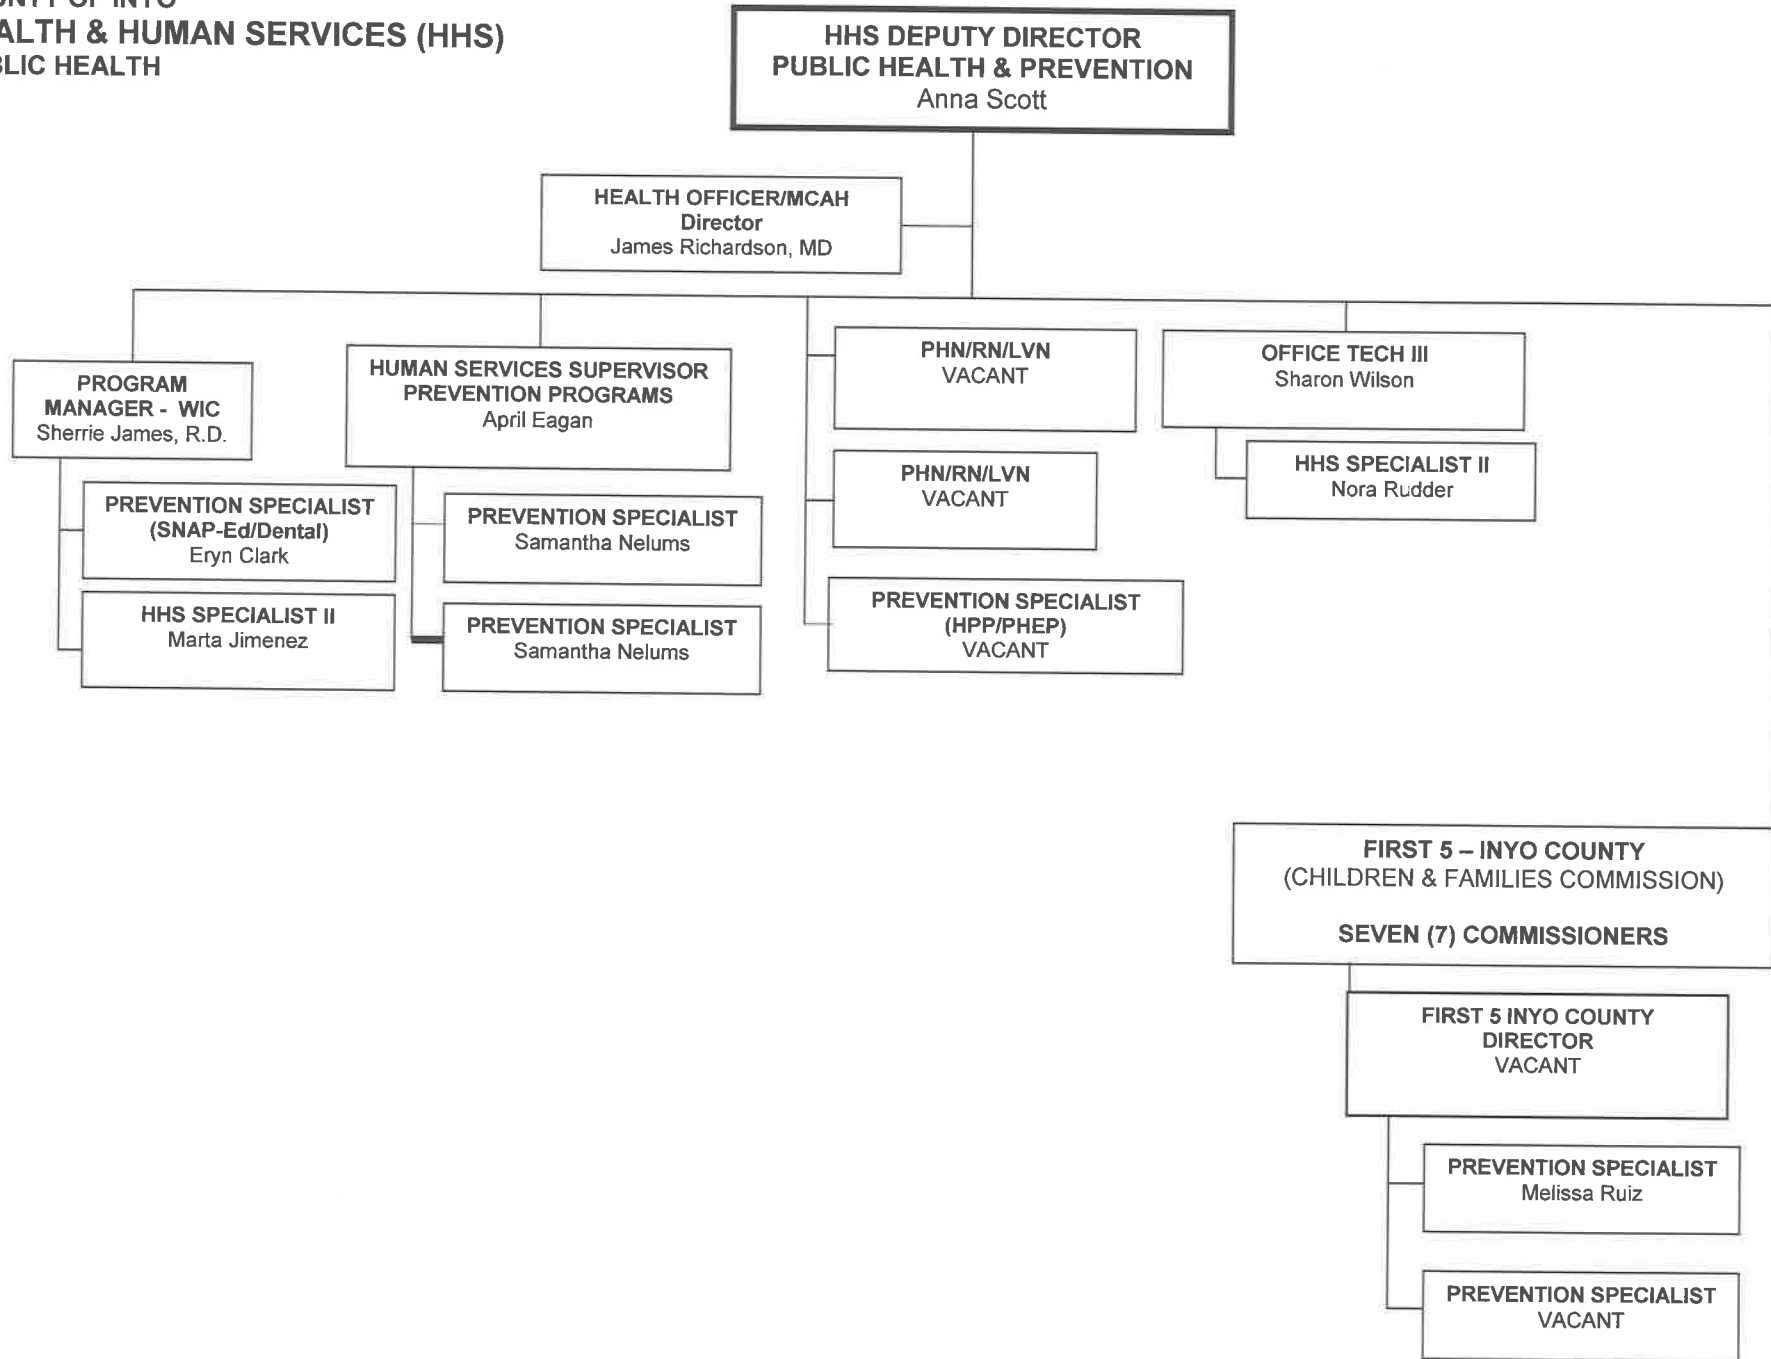 UNTY OF INYO
ALTH & HUMAN SERVICES (HHS)
BLIC HEALTH
HHS DEPUTY DIRECTOR
PUBLIC HEALTH & PREVENTION
Anna Scott
HEALTH OFFICER/MCAH
Director
James Richardson, MD
PROGRAM
MANAGER - WIC
Sherrie James, R.D.
PREVENTION SPECIALIST
(SNAP-Ed/Dental)
Eryn Clark
HHS SPECIALIST II
Marta Jimenez
HUMAN SERVICES SUPERVISOR
PREVENTION PROGRAMS
April Eagan
PREVENTION SPECIALIST
Samantha Nelums
PREVENTION SPECIALIST
Samantha Nelums
PHN/RN/LVN
VACANT
PHN/RN/LVN
VACANT
PREVENTION SPECIALIST
(HPP/PHEP)
VACANT
OFFICE TECH III
Sharon Wilson
HHS SPECIALIST II
Nora Rudder
FIRST 5 – INYO COUNTY
(CHILDREN & FAMILIES COMMISSION)
SEVEN (7) COMMISSIONERS
FIRST 5 INYO COUNTY
DIRECTOR
VACANT
PREVENTION SPECIALIST
Melissa Ruiz
PREVENTION SPECIALIST
VACANT